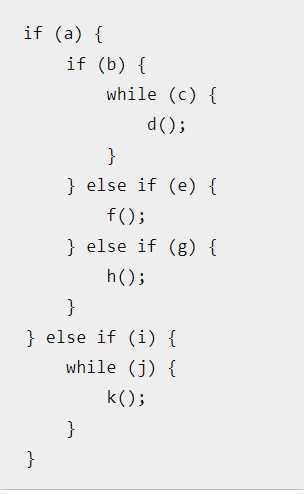 if (a) {
    if (b) {
        while (c) {
            d();
        }
    } else if (e) {
        f();
    } else if (g) {
        h();
    }
} else if (i) {
    while (j) {
        k();
    }
}